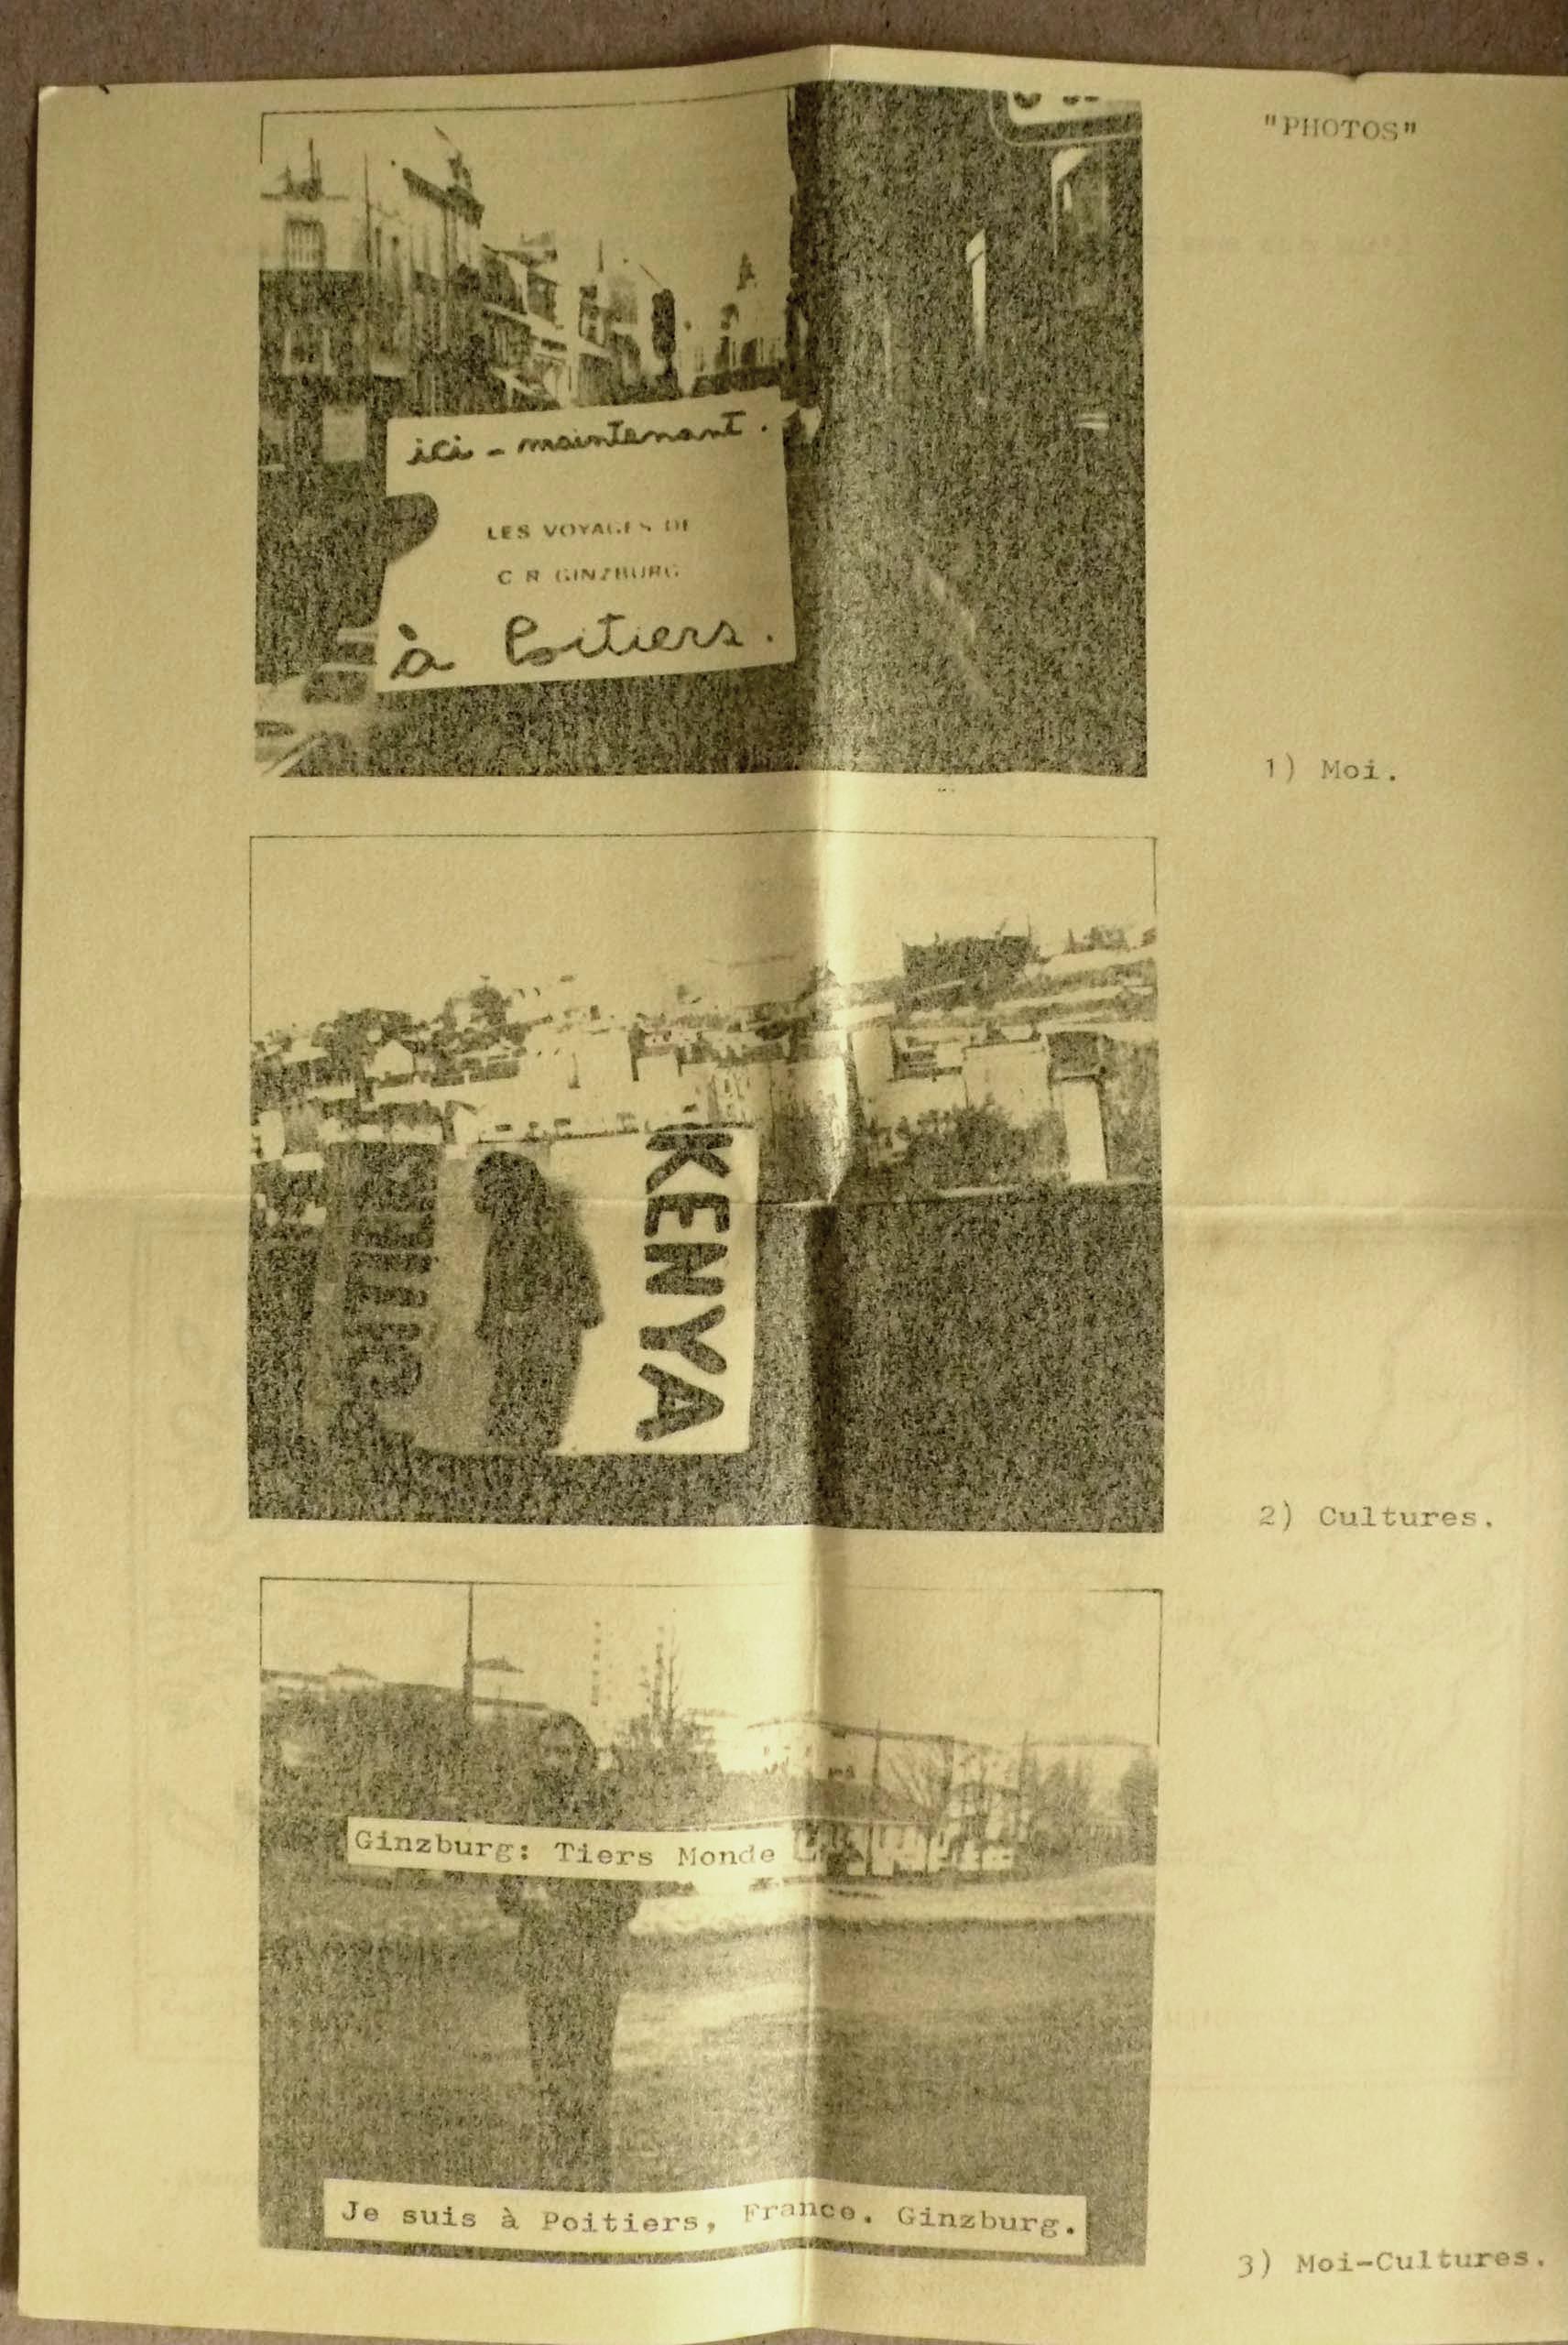 "PHOTOS"
ici - maintenant.
LES VOYAGES DE
C R GINZBURG
à Poitiers.
1) Moi.
KENYA
2) Cultures.
Ginzburg: Tiers Monde
Je suis à Poitiers, France. Ginzburg.
3) Moi-Cultures.